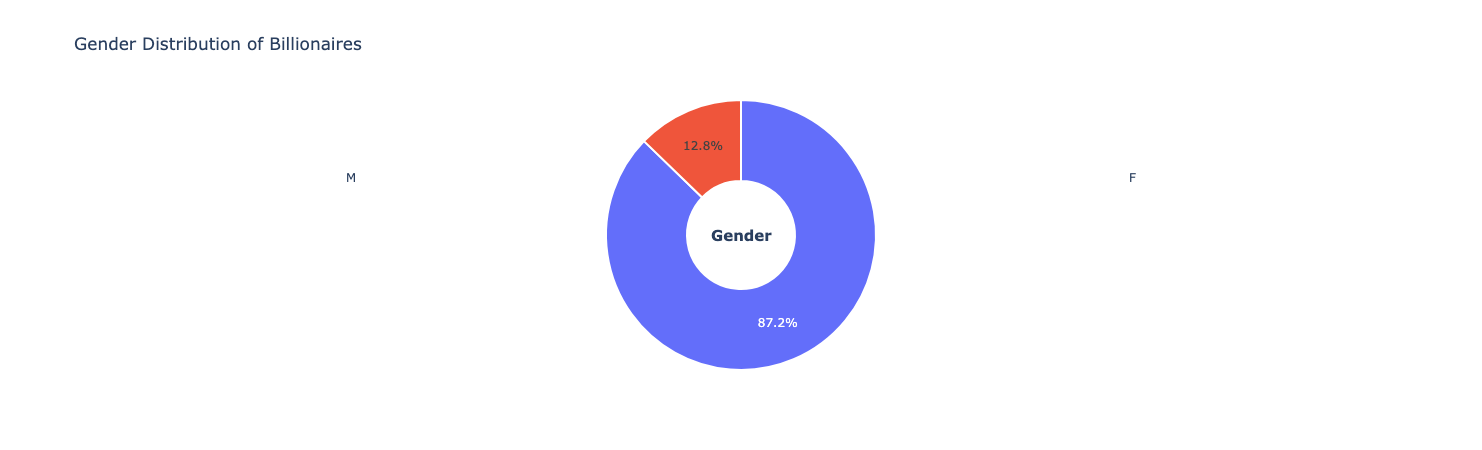 Gender Distribution of Billionaires
12.8%
M
F
Gender
87.2%